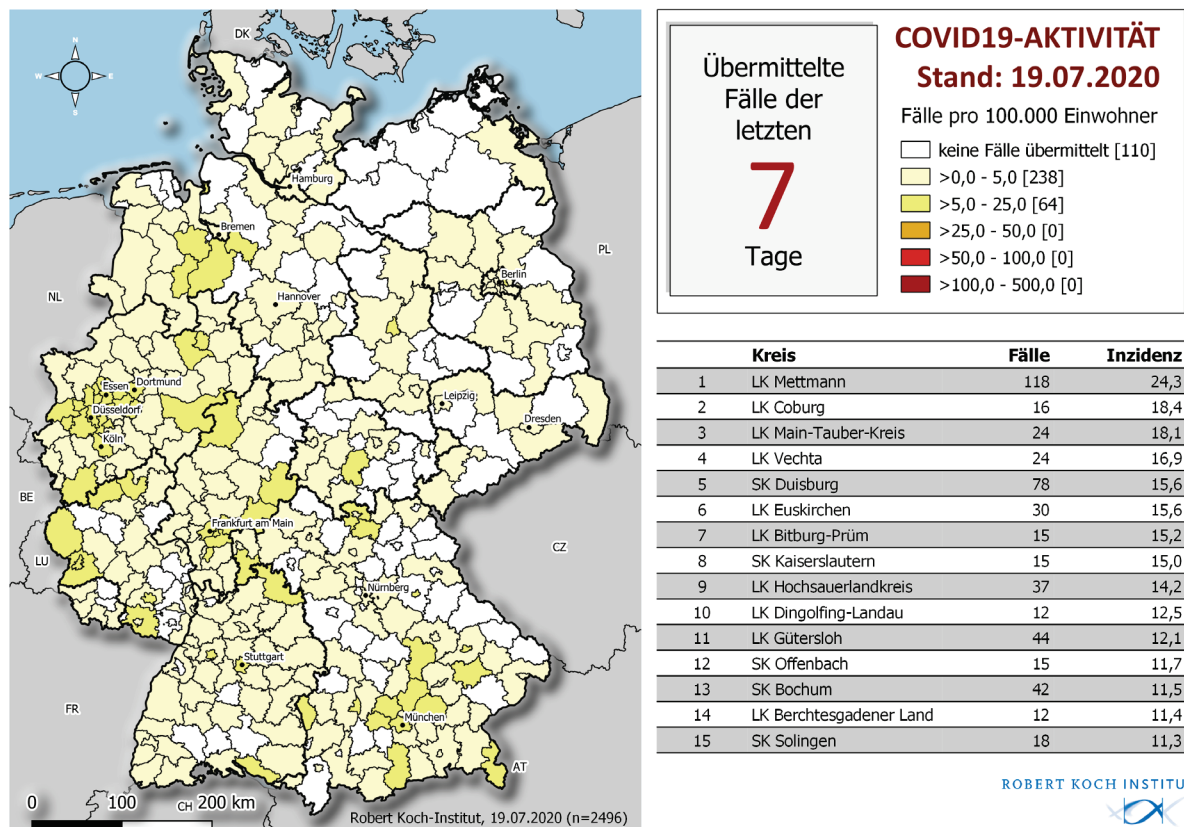 DK
N
W
E
S
Hamburg
Bremen
PL
Berlin
NL
Hannover
Essen
Dortmund
Düsseldorf
Leipzig
Dresden
Köln
BE
Frankfurt am Main
CZ
LU
Nürnberg
Stuttgart
FR
München
AT
0 100 200 km
CH
Robert Koch-Institut, 19.07.2020 (n=2496)
Übermittelte
Fälle der
letzten
7
Tage
COVID19-AKTIVITÄT
Stand: 19.07.2020
Fälle pro 100.000 Einwohner
keine Fälle übermittelt [110]
>0,0 - 5,0 [238]
>5,0 - 25,0 [64]
>25,0 - 50,0 [0]
>50,0 - 100,0 [0]
>100,0 - 500,0 [0]
Kreis Fälle Inzidenz
1 LK Mettmann 118 24,3
2 LK Coburg 16 18,4
3 LK Main-Tauber-Kreis 24 18,1
4 LK Vechta 24 16,9
5 SK Duisburg 78 15,6
6 LK Euskirchen 30 15,6
7 LK Bitburg-Prüm 15 15,2
8 SK Kaiserslautern 15 15,0
9 LK Hochsauerlandkreis 37 14,2
10 LK Dingolfing-Landau 12 12,5
11 LK Gütersloh 44 12,1
12 SK Offenbach 15 11,7
13 SK Bochum 42 11,5
14 LK Berchtesgadener Land 12 11,4
15 SK Solingen 18 11,3
ROBERT KOCH INSTITU